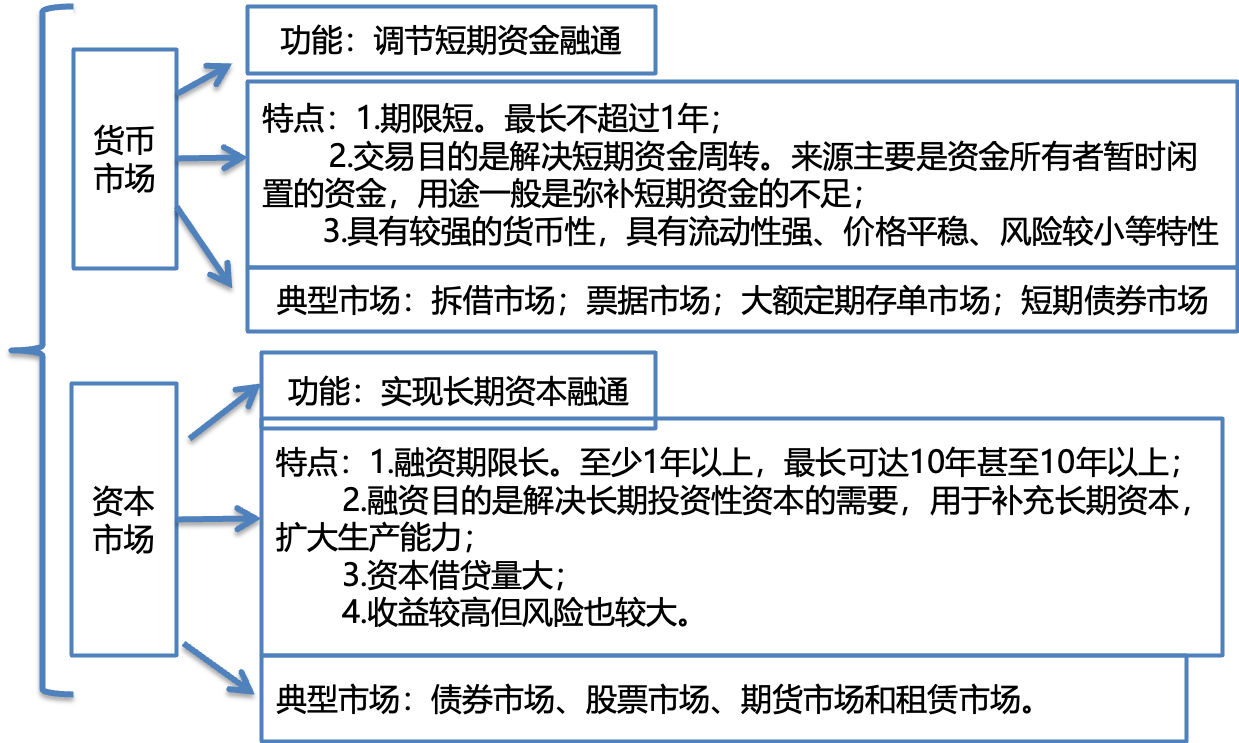 货币
市场
功能：调节短期资金融通
特点：1.期限短。最长不超过1年；
2.交易目的是解决短期资金周转。来源主要是资金所有者暂时闲
置的资金，用途一般是弥补短期资金的不足；
3.具有较强的货币性，具有流动性强、价格平稳、风险较小等特性
典型市场：拆借市场；票据市场；大额定期存单市场；短期债券市场
资本
市场
功能：实现长期资本融通
特点：1.融资期限长。至少1年以上，最长可达10年甚至10年以上；
2.融资目的是解决长期投资性资本的需要，用于补充长期资本，
扩大生产能力；
3.资本借贷量大；
4.收益较高但风险也较大。
典型市场：债券市场、股票市场、期货市场和租赁市场。